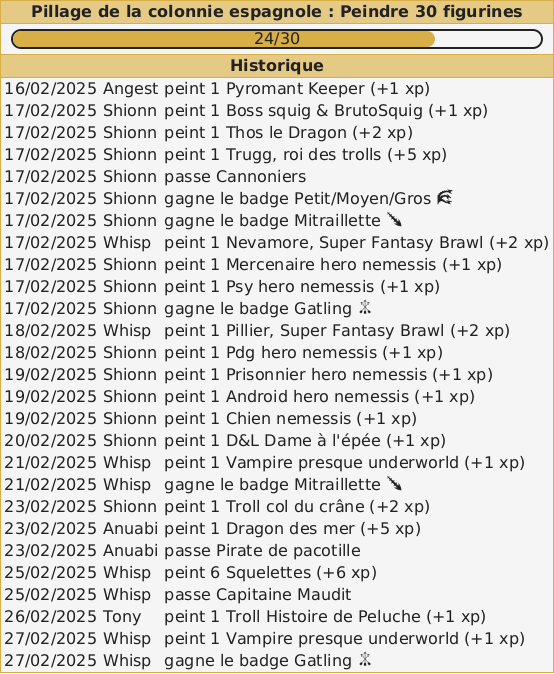 Pillage de la colonnie espagnole : Peindre 30 figurines
24/30
Historique
16/02/2025 Angest peint 1 Pyromant Keeper (+1 xp)
17/02/2025 Shionn peint 1 Boss squig & BrutoSquig (+1 xp)
17/02/2025 Shionn peint 1 Thos le Dragon (+2 xp)
17/02/2025 Shionn peint 1 Trugg, roi des trolls (+5 xp)
17/02/2025 Shionn passe Cannoniers
17/02/2025 Shionn gagne le badge Petit/Moyen/Gros
17/02/2025 Shionn gagne le badge Mitraillette
17/02/2025 Whisp peint 1 Nevamore, Super Fantasy Brawl (+2 xp)
17/02/2025 Shionn peint 1 Mercenaire hero nemessis (+1 xp)
17/02/2025 Shionn peint 1 Psy hero nemessis (+1 xp)
17/02/2025 Shionn gagne le badge Gatling
18/02/2025 Whisp peint 1 Pillier, Super Fantasy Brawl (+2 xp)
18/02/2025 Shionn peint 1 Pdg hero nemessis (+1 xp)
19/02/2025 Shionn peint 1 Prisonnier hero nemessis (+1 xp)
19/02/2025 Shionn peint 1 Android hero nemessis (+1 xp)
19/02/2025 Shionn peint 1 Chien nemessis (+1 xp)
20/02/2025 Shionn peint 1 D&L Dame à l'épée (+1 xp)
21/02/2025 Whisp peint 1 Vampire presque underworld (+1 xp)
21/02/2025 Whisp gagne le badge Mitraillette
23/02/2025 Shionn peint 1 Troll col du crâne (+2 xp)
23/02/2025 Anuabi peint 1 Dragon des mer (+5 xp)
23/02/2025 Anuabi passe Pirate de pacotille
25/02/2025 Whisp peint 6 Squelettes (+6 xp)
25/02/2025 Whisp passe Capitaine Maudit
26/02/2025 Tony peint 1 Troll Histoire de Peluche (+1 xp)
27/02/2025 Whisp peint 1 Vampire presque underworld (+1 xp)
27/02/2025 Whisp gagne le badge Gatling